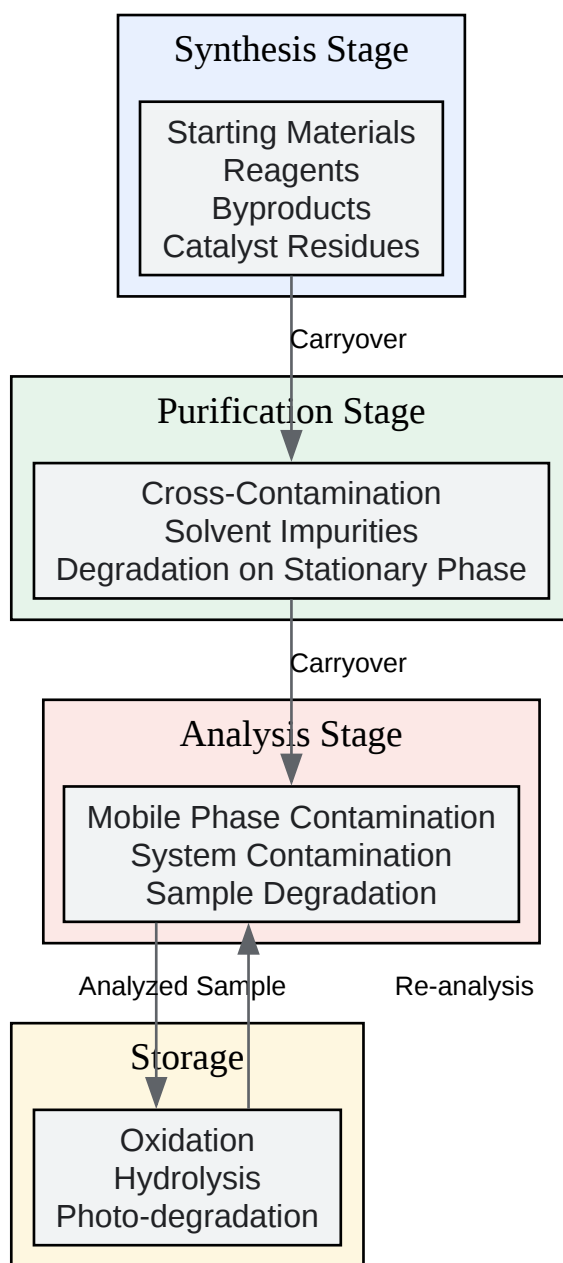 Synthesis Stage
Starting Materials
Reagents
Byproducts
Catalyst Residues
Carryover
Purification Stage
Cross-Contamination
Solvent Impurities
Degradation on Stationary Phase
Carryover
Analysis Stage
Mobile Phase Contamination
System Contamination
Sample Degradation
Analyzed Sample
Re-analysis
Storage
Oxidation
Hydrolysis
Photo-degradation